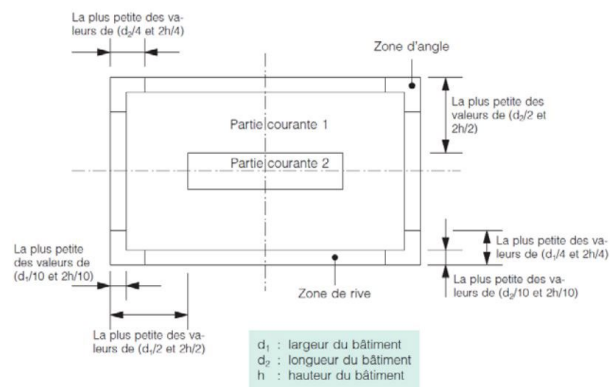 La plus petite des va-
leurs de (d₂/4 et 2h/4)
Zone d'angle
La plus petite des
valeurs de (d₂/2 et
2h/2)
Partie courante 1
Partie courante 2
La plus petite
des valeurs de
(d₁/10 et 2h/10)
La plus petite des va-
leurs de (d₁/4 et 2h/4)
La plus petite des va-
leurs de (d₂/10 et 2h/10)
Zone de rive
La plus petite des va-
leurs de (d₁/2 et 2h/2)
d₁ : largeur du bâtiment
d₂ : longueur du bâtiment
h : hauteur du bâtiment